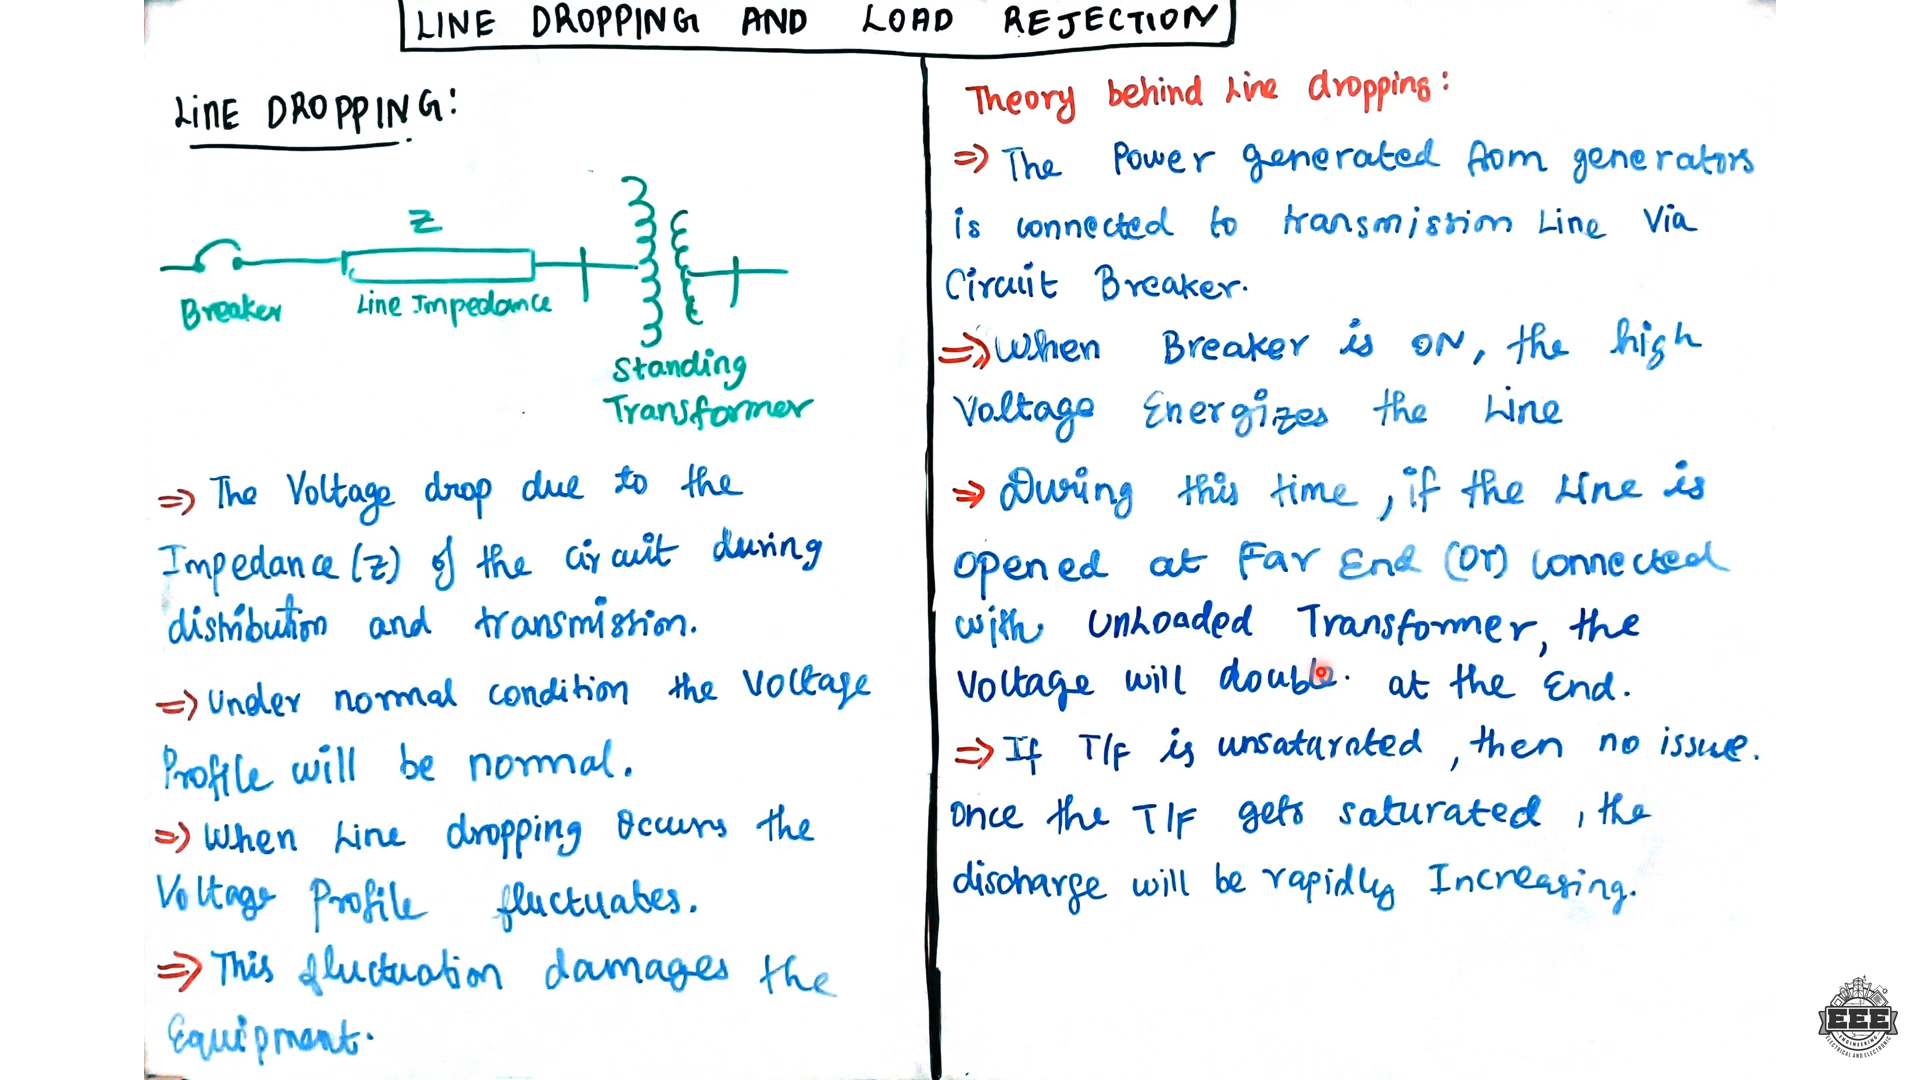 LINE DROPPING AND LOAD REJECTION
LINE DROPPING:
Z
Breaker
Line Impedance
Standing
Transformer
⇒ The Voltage drop due to the
Impedance (z) of the circuit during
distribution and transmission.
⇒ Under normal condition the voltage
Profile will be normal.
⇒ When Line dropping occurs the
Voltage Profile fluctuates.
⇒ This fluctuation damages the
Equipment.
Theory behind Line dropping:
⇒ The Power generated from generators
is connected to transmission Line Via
Circuit Breaker.
⇒ When Breaker is ON, the high
Voltage Energizes the Line
⇒ During this time, if the Line is
opened at Far End (Or) connected
with Unloaded Transformer, the
Voltage will double. at the End.
⇒ If T/F is unsaturated, then no issue.
Once the T/F gets saturated, the
discharge will be rapidly Increasing.
EEE
ENGINEERING
ELECTRICAL AND ELECTRONIC